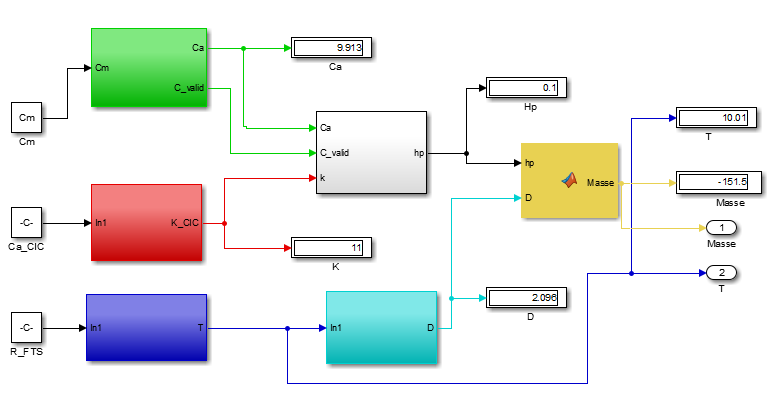 Ca
Cm
C_valid
9.913
Ca
Cm
Cm
Ca
C_valid
k
hp
0.1
Hp
10.01
T
hp
D
Masse
-151.5
Masse
1
Masse
2
T
-C-
Ca_CIC
In1
K_CIC
11
K
-C-
R_FTS
In1
T
In1
D
2.096
D